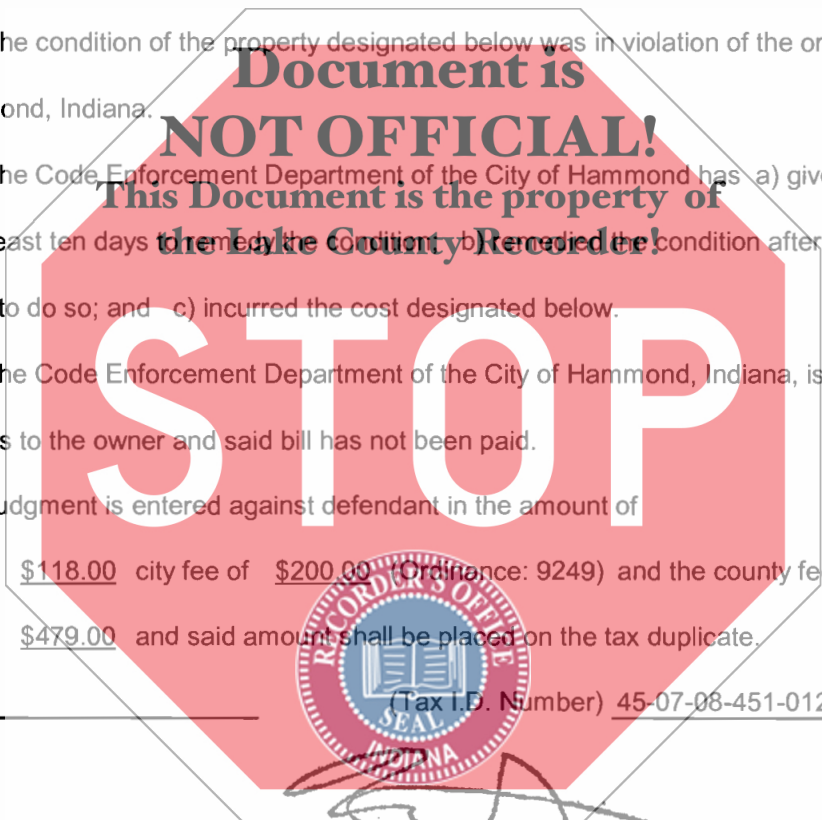 he condition of the property designated below was in violation of the or
Document is
ond, Indiana.
NOT OFFICIAL!
he Code Enforcement Department of the City of Hammond has a) giv
This Document is the property of
east ten days to remedy the condition; b) remedied the condition after
the Lake County Recorder!
to do so; and c) incurred the cost designated below.
he Code Enforcement Department of the City of Hammond, Indiana, is
STOP
s to the owner and said bill has not been paid.
udgment is entered against defendant in the amount of
$118.00 city fee of $200.00 (Ordinance: 9249) and the county fe
RECORDER'S OFFICE
$479.00 and said amount shall be placed on the tax duplicate.
(Tax I.D. Number) 45-07-08-451-012
SEAL
INDIANA